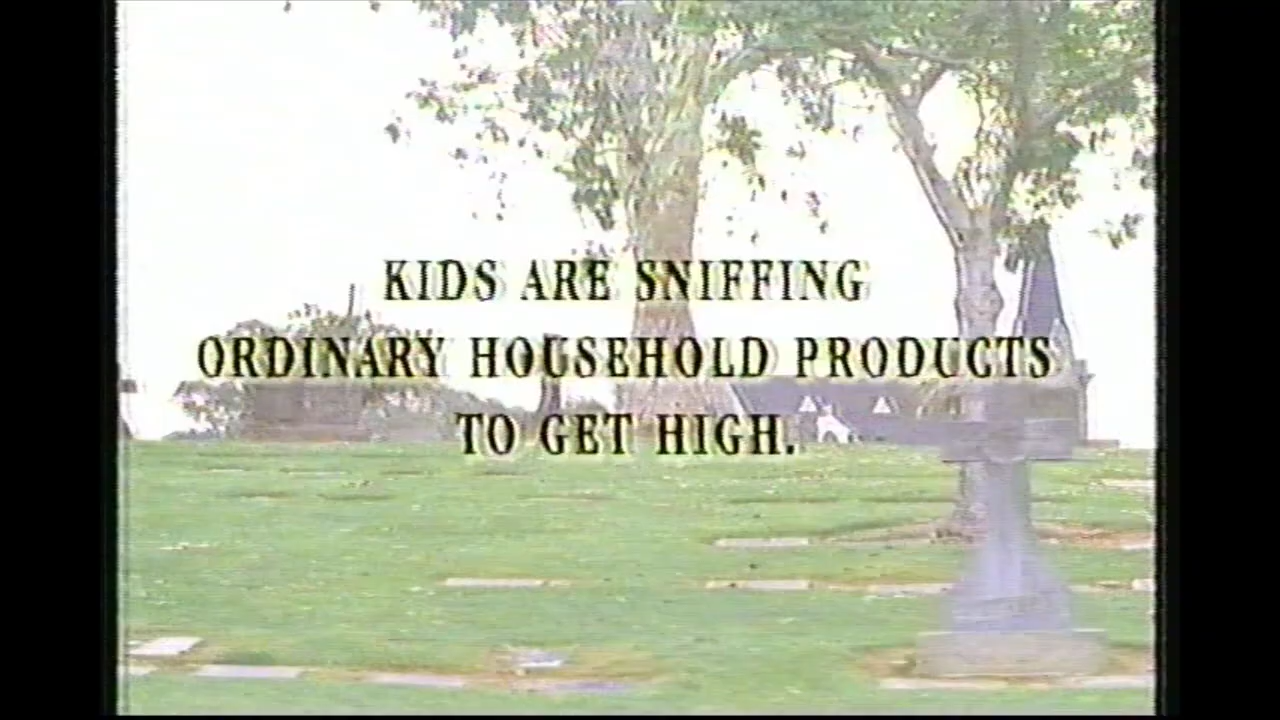 KIDS ARE SNIFFING
ORDINARY HOUSEHOLD PRODUCTS
TO GET HIGH.